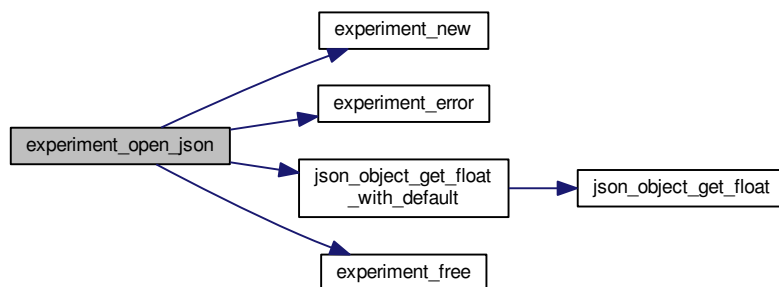 experiment_new
experiment_error
experiment_open_json
json_object_get_float
_with_default
json_object_get_float
experiment_free